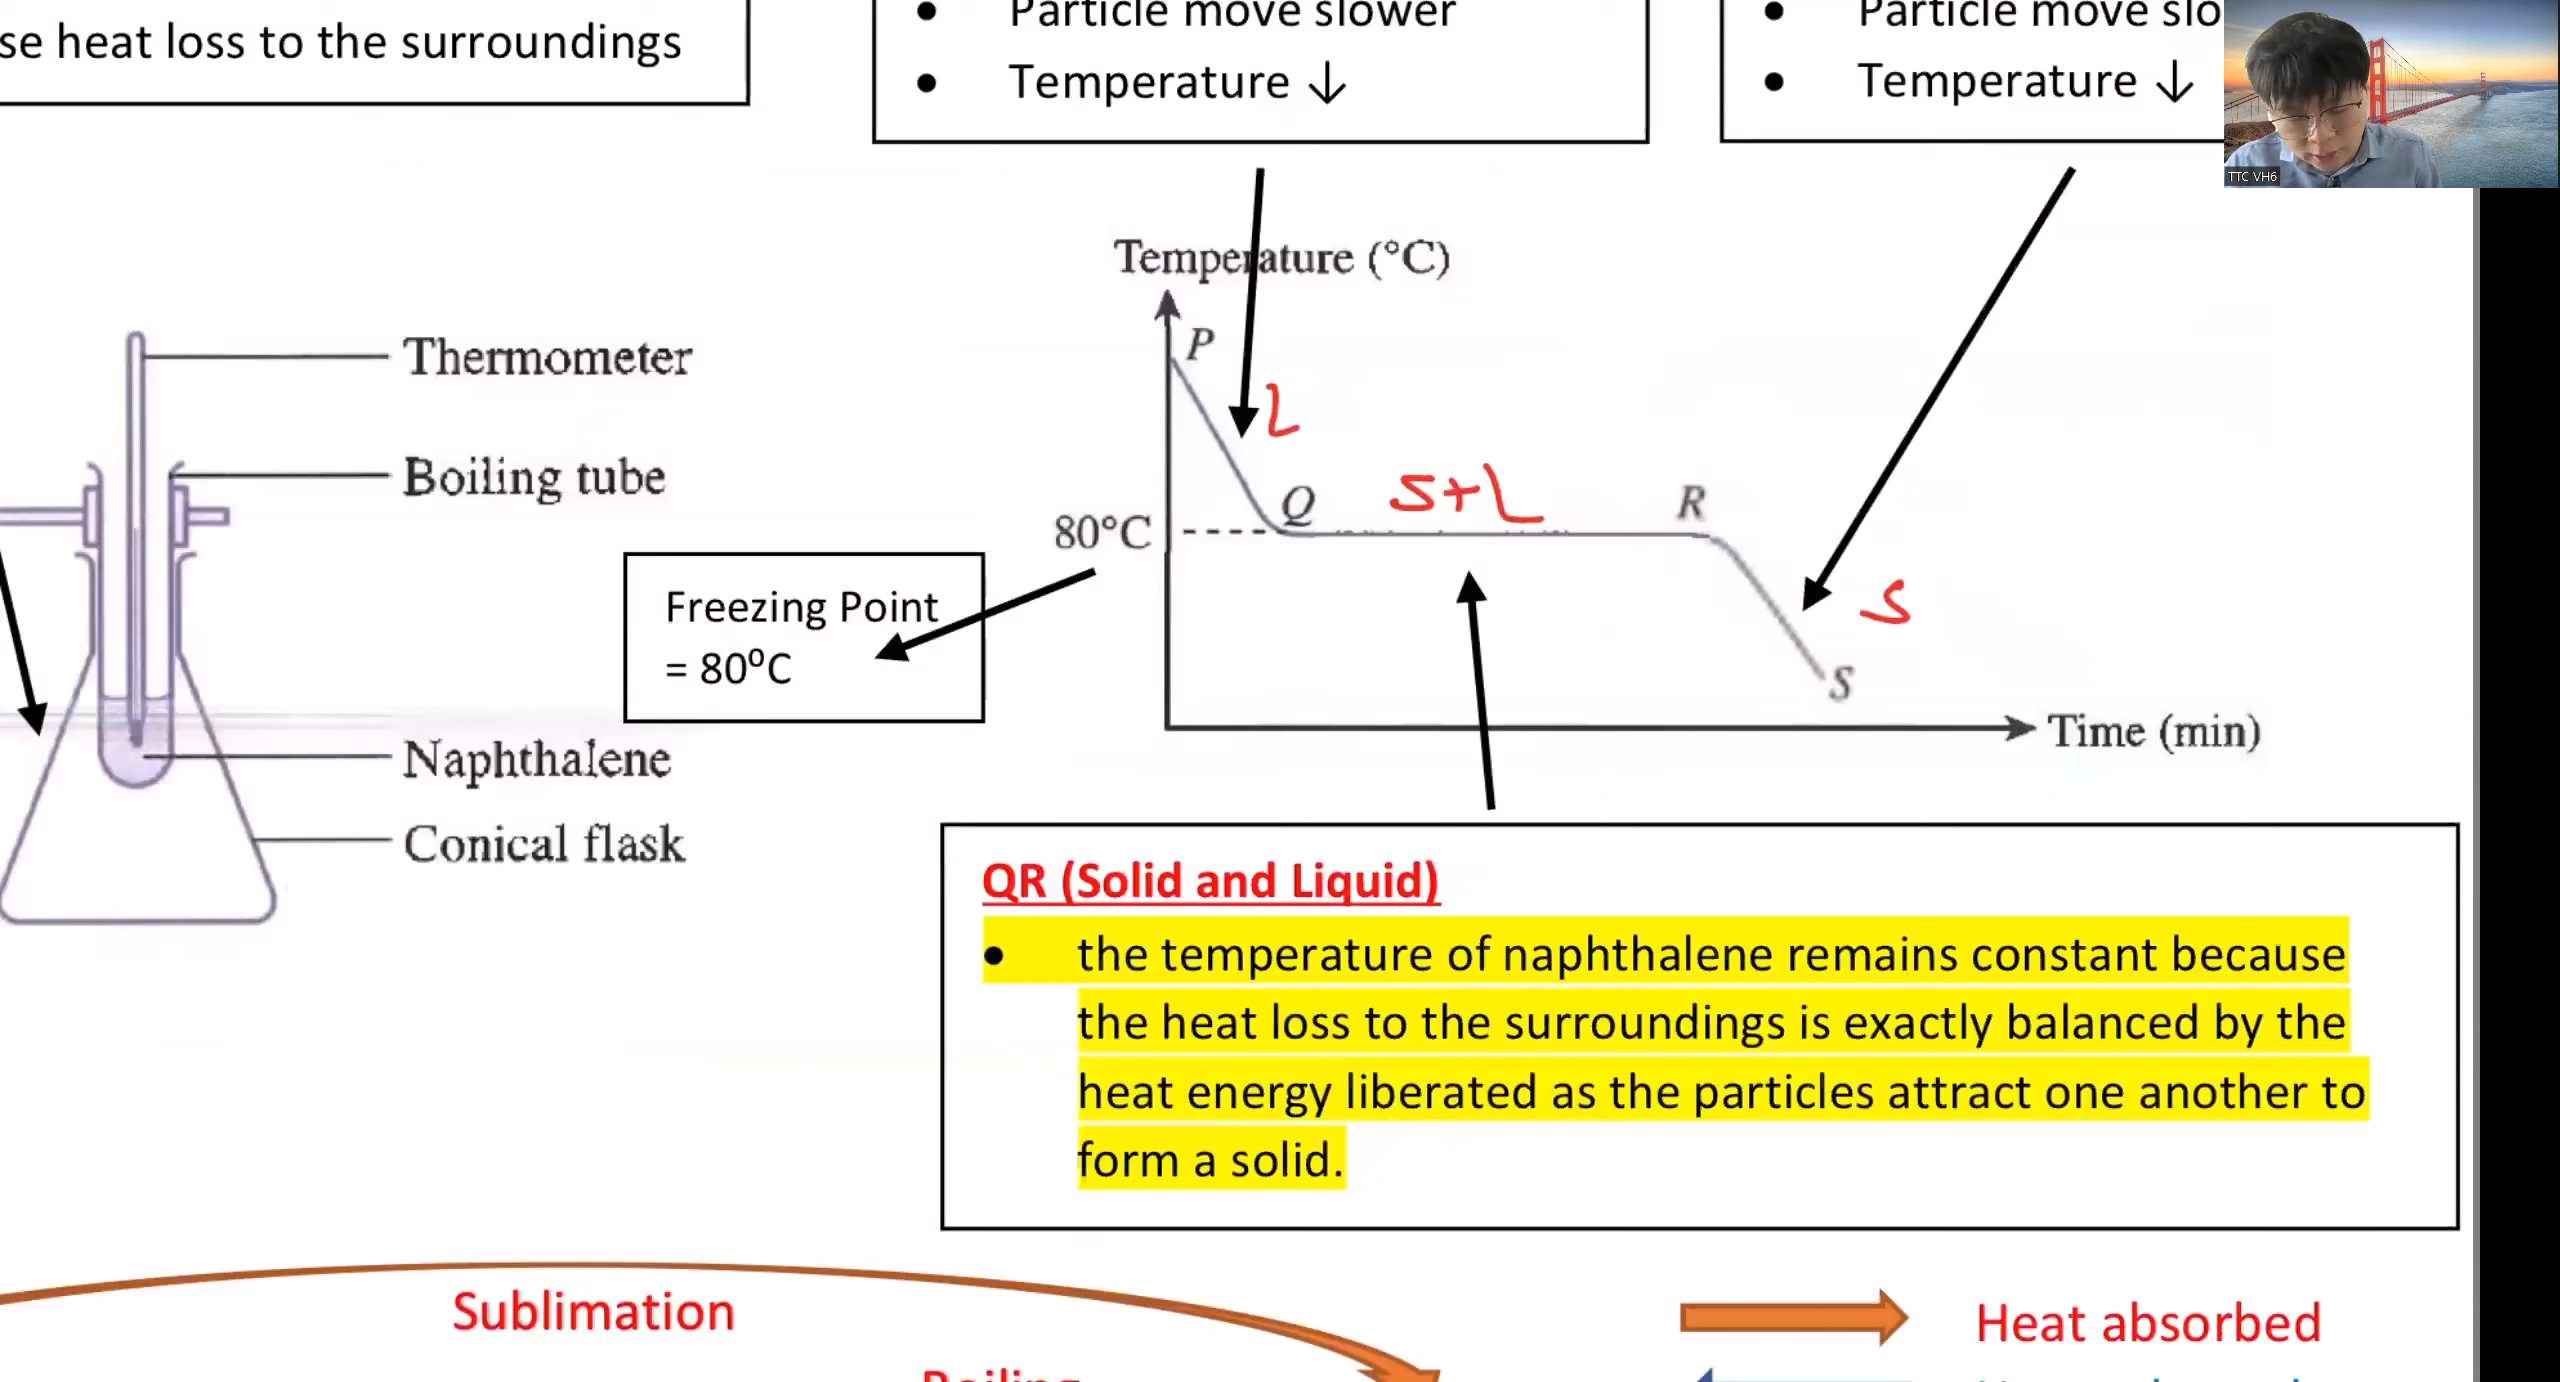 se heat loss to the surroundings
• Particle move slower
• Temperature ↓
• Particle move slo
• Temperature ↓
TTC VH6
Temperature (°C)
P
L
Thermometer
Boiling tube
Q
S+L
R
80°C
Freezing Point
= 80⁰C
S
S
Time (min)
Naphthalene
Conical flask
QR (Solid and Liquid)
• the temperature of naphthalene remains constant because
the heat loss to the surroundings is exactly balanced by the
heat energy liberated as the particles attract one another to
form a solid.
Sublimation
Heat absorbed
Boiling